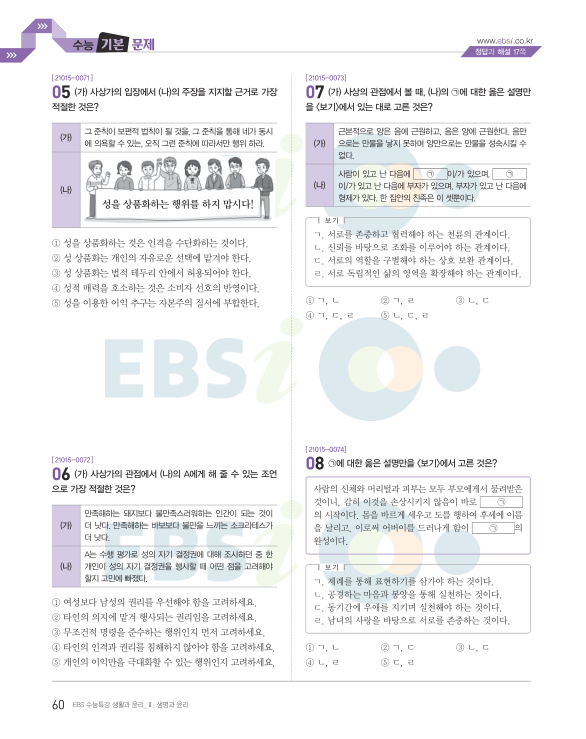 수능 기본 문제
www.ebsi.co.kr
정답과 해설 17쪽
[21015-0071]
05 (가) 사상가의 입장에서 (나)의 주장을 지지할 근거로 가장
적절한 것은?
(가)
그 준칙이 보편적 법칙이 될 것을, 그 준칙을 통해 네가 동시
에 의욕할 수 있는, 오직 그런 준칙에 따라서만 행위 하라.
(나)
성을 상품화하는 행위를 하지 맙시다!
① 성을 상품화하는 것은 인격을 수단화하는 것이다.
② 성 상품화는 개인의 자유로운 선택에 맡겨야 한다.
③ 성 상품화는 법적 테두리 안에서 허용되어야 한다.
④ 성적 매력을 호소하는 것은 소비자 선호의 반영이다.
⑤ 성을 이용한 이익 추구는 자본주의 질서에 부합한다.
[21015-0072]
06 (가) 사상가의 관점에서 (나)의 A에게 해 줄 수 있는 조언
으로 가장 적절한 것은?
(가)
만족해하는 돼지보다 불만족스러워하는 인간이 되는 것이
더 낫다. 만족해하는 바보보다 불만을 느끼는 소크라테스가
더 낫다.
(나)
A는 수행 평가로 성의 자기 결정권에 대해 조사하던 중 한
개인이 성의 자기 결정권을 행사할 때 어떤 점을 고려해야
할지 고민에 빠졌다.
① 여성보다 남성의 권리를 우선해야 함을 고려하세요.
② 타인의 의지에 맡겨 행사되는 권리임을 고려하세요.
③ 무조건적 명령을 준수하는 행위인지 먼저 고려하세요.
④ 타인의 인격과 권리를 침해하지 않아야 함을 고려하세요.
⑤ 개인의 이익만을 극대화할 수 있는 행위인지 고려하세요.
[21015-0073]
07 (가) 사상의 관점에서 볼 때, (나)의 ㉠에 대한 옳은 설명만
을 <보기>에서 있는 대로 고른 것은?
(가)
근본적으로 양은 음에 근원하고, 음은 양에 근원한다. 음만
으로는 만물을 낳지 못하며 양만으로는 만물을 성숙시킬 수
없다.
(나)
사람이 있고 난 다음에 ㉠ 이/가 있으며, ㉠
이/가 있고 난 다음에 부자가 있으며, 부자가 있고 난 다음에
형제가 있다. 한 집안의 친족은 이 셋뿐이다.
보기
ㄱ. 서로를 존중하고 협력해야 하는 천륜의 관계이다.
ㄴ. 신뢰를 바탕으로 조화를 이루어야 하는 관계이다.
ㄷ. 서로의 역할을 구별해야 하는 상호 보완 관계이다.
ㄹ. 서로 독립적인 삶의 영역을 확장해야 하는 관계이다.
① ㄱ, ㄴ ② ㄱ, ㄹ ③ ㄴ, ㄷ
④ ㄱ, ㄷ, ㄹ ⑤ ㄴ, ㄷ, ㄹ
[21015-0074]
08 ㉠에 대한 옳은 설명만을 <보기>에서 고른 것은?
사람의 신체와 머리털과 피부는 모두 부모에게서 물려받은
것이니, 감히 이것을 손상시키지 않음이 바로 ㉠
의 시작이다. 몸을 바르게 세우고 도를 행하여 후세에 이름
을 날리고, 이로써 어버이를 드러나게 함이 ㉠ 의
완성이다.
보기
ㄱ. 제례를 통해 표현하기를 삼가야 하는 것이다.
ㄴ. 공경하는 마음과 봉양을 통해 실천하는 것이다.
ㄷ. 동기간에 우애를 지키며 실천해야 하는 것이다.
ㄹ. 남녀의 사랑을 바탕으로 서로를 존중하는 것이다.
① ㄱ, ㄴ ② ㄱ, ㄷ ③ ㄴ, ㄷ
④ ㄴ, ㄹ ⑤ ㄷ, ㄹ
EBSi
60 EBS 수능특강 생활과 윤리_Ⅱ. 생명과 윤리